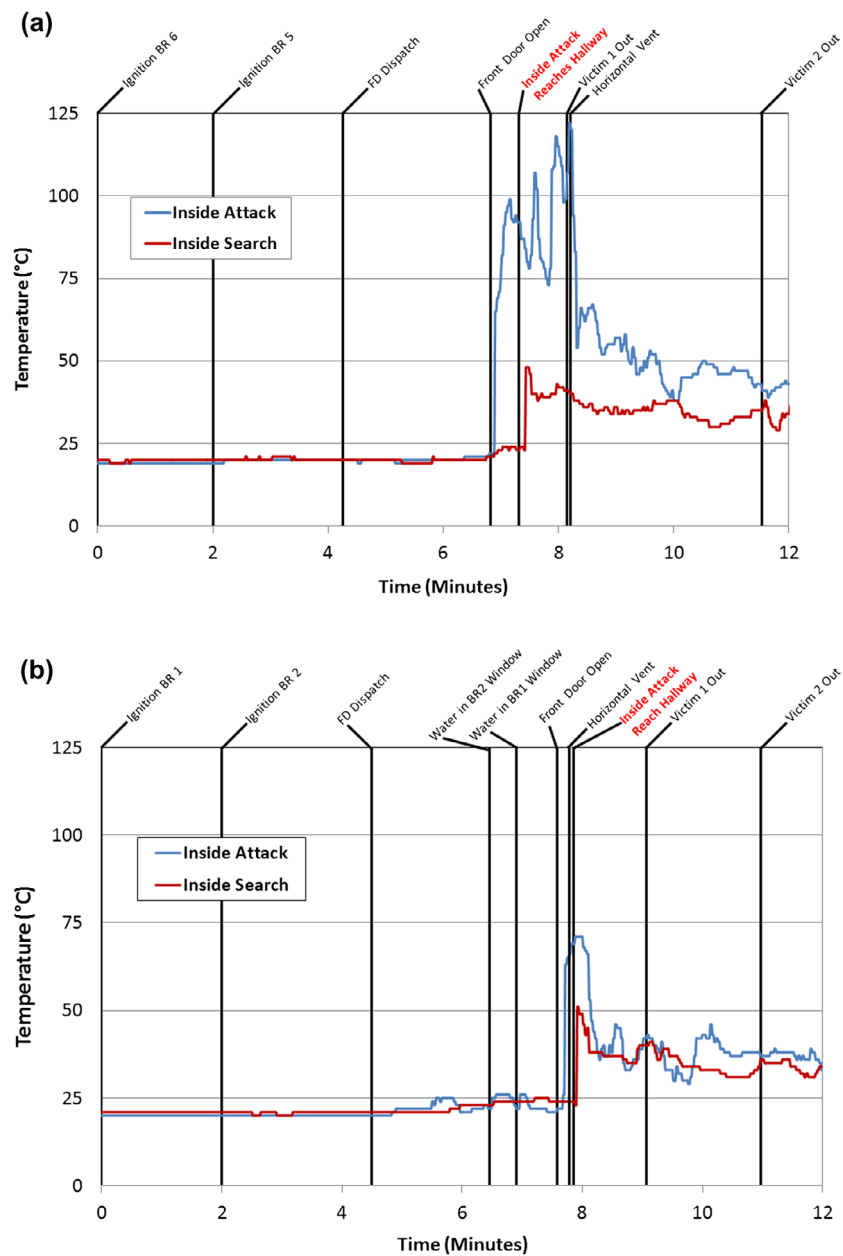 (a)
Ignition BR 6
Ignition BR 5
FD Dispatch
Front Door Open
Inside Attack
Reaches Hallway
Victim 1 Out
Horizontal Vent
Victim 2 Out
125
100
75
50
25
0
Temperature (°C)
Inside Attack
Inside Search
0 2 4 6 8 10 12
Time (Minutes)
(b)
Ignition BR 1
Ignition BR 2
FD Dispatch
Water in BR2 Window
Water in BR1 Window
Front Door Open
Horizontal Vent
Inside Attack
Reach Hallway
Victim 1 Out
Victim 2 Out
125
100
75
50
25
0
Temperature (°C)
Inside Attack
Inside Search
0 2 4 6 8 10 12
Time (Minutes)